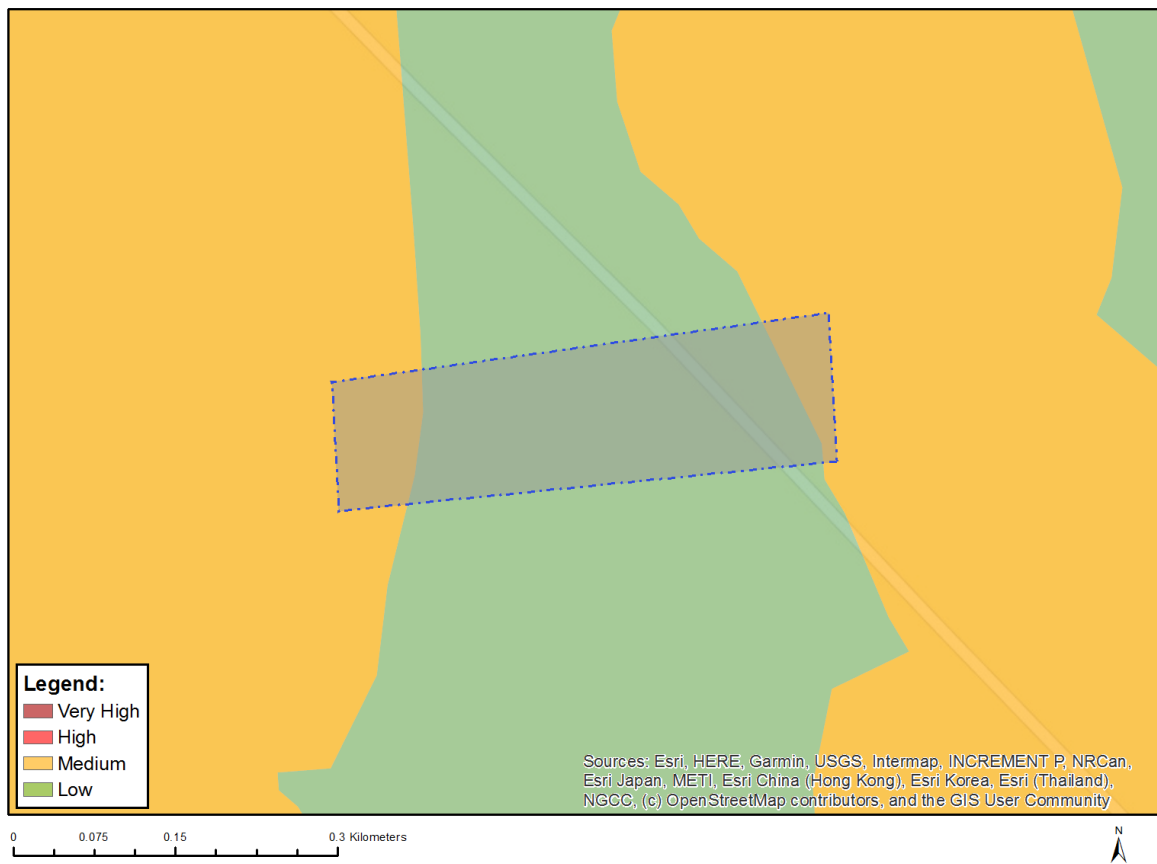 Legend:
Very High
High
Medium
Low
Sources: Esri, HERE, Garmin, USGS, Intermap, INCREMENT P, NRCan,
Esri Japan, METI, Esri China (Hong Kong), Esri Korea, Esri (Thailand),
NGCC, (c) OpenStreetMap contributors, and the GIS User Community
0 0.075 0.15 0.3 Kilometers
N